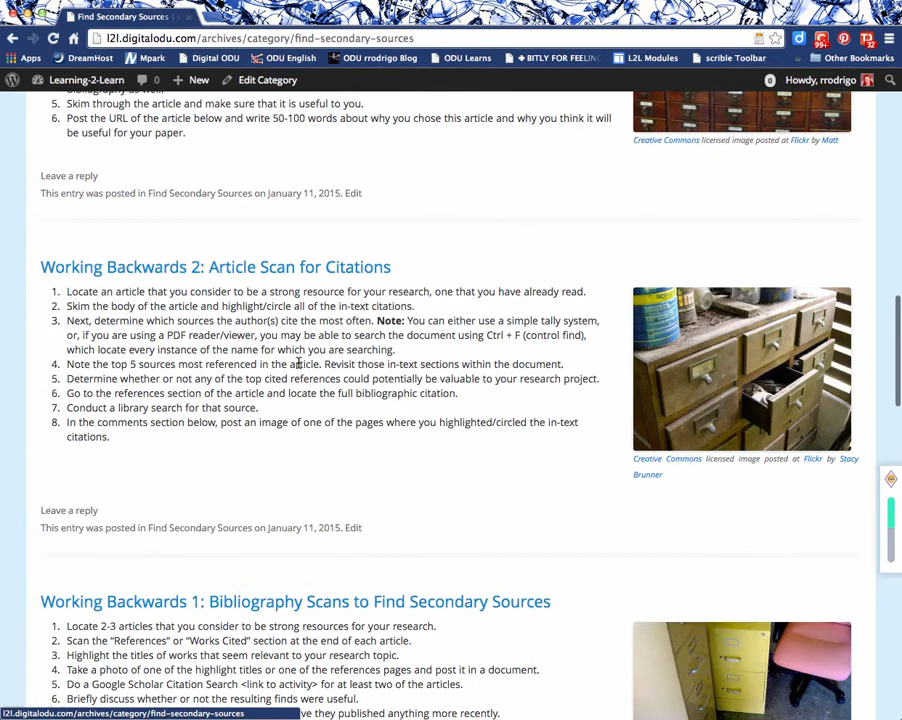 Find Secondary Sources |
l2l.digitalodu.com/archives/category/find-secondary-sources
Apps DreamHost Mpark Digital ODU ODU English ODU rrodrigo Blog ODU Learns + BITLY FOR FEELING L2L Modules scrible Toolbar Other Bookmarks
99+ 32
Learning-2-Learn 0 New Edit Category 0 Howdy, rrodrigo
5. Skim through the article and make sure that it is useful to you.
6. Post the URL of the article below and write 50-100 words about why you chose this article and why you think it
will be useful for your paper.
Creative Commons licensed image posted at Flickr by Matt
Leave a reply
This entry was posted in Find Secondary Sources on January 11, 2015. Edit
Working Backwards 2: Article Scan for Citations
1. Locate an article that you consider to be a strong resource for your research, one that you have already read.
2. Skim the body of the article and highlight/circle all of the in-text citations.
3. Next, determine which sources the author(s) cite the most often. Note: You can either use a simple tally system,
or, if you are using a PDF reader/viewer, you may be able to search the document using Ctrl + F (control find),
which locate every instance of the name for which you are searching.
4. Note the top 5 sources most referenced in the article. Revisit those in-text sections within the document.
5. Determine whether or not any of the top cited references could potentially be valuable to your research project.
6. Go to the references section of the article and locate the full bibliographic citation.
7. Conduct a library search for that source.
8. In the comments section below, post an image of one of the pages where you highlighted/circled the in-text
citations.
Creative Commons licensed image posted at Flickr by Stacy
Brunner
Leave a reply
This entry was posted in Find Secondary Sources on January 11, 2015. Edit
Working Backwards 1: Bibliography Scans to Find Secondary Sources
1. Locate 2-3 articles that you consider to be strong resources for your research.
2. Scan the “References” or “Works Cited” section at the end of each article.
3. Highlight the titles of works that seem relevant to your research topic.
4. Take a photo of one of the highlight titles or one of the references pages and post it in a document.
5. Do a Google Scholar Citation Search <link to activity> for at least two of the articles.
6. Briefly discuss whether or not the resulting finds were useful.
l2l.digitalodu.com/archives/category/find-secondary-sources
ve they published anything more recently.